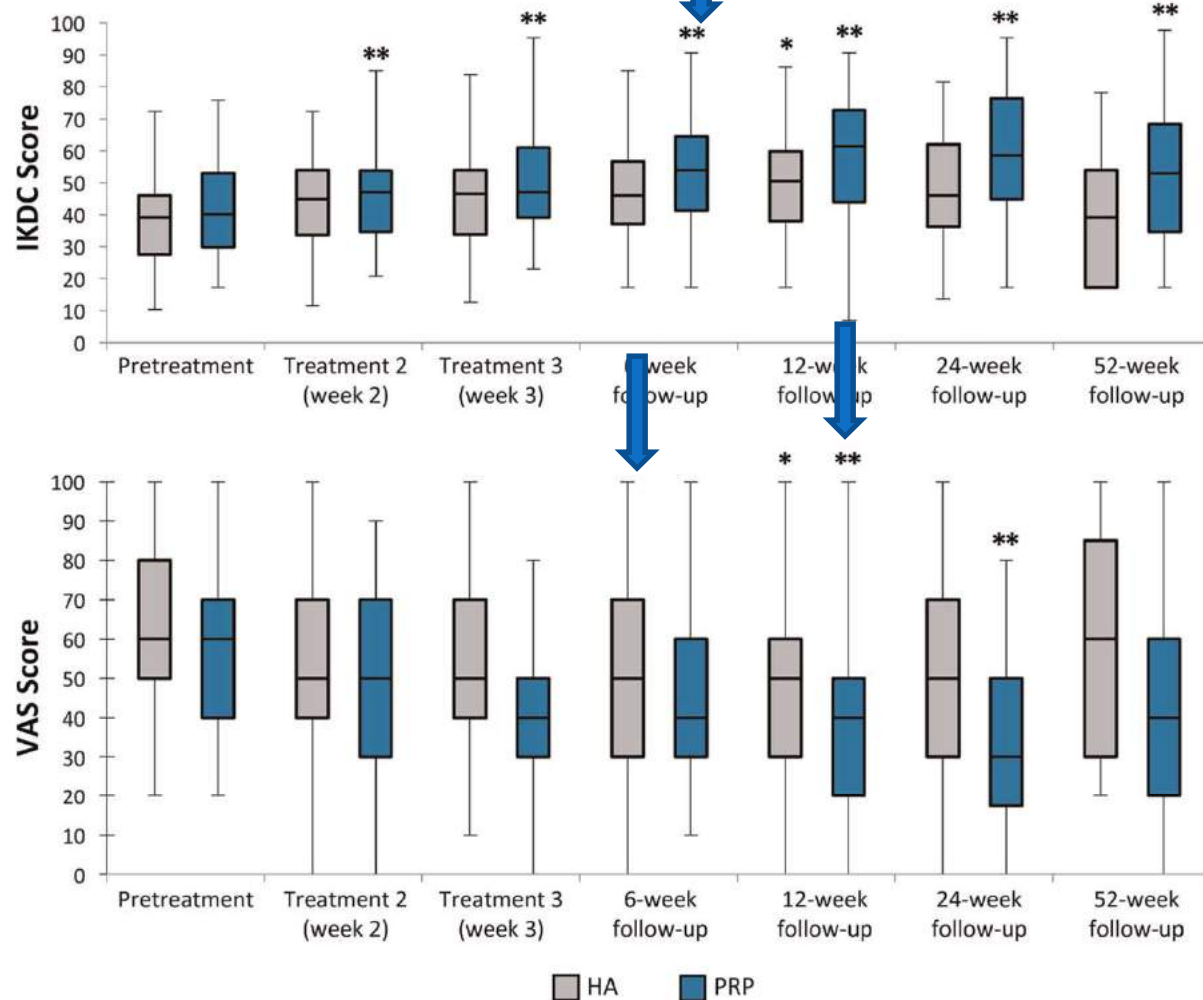 IKDC Score
100
90
80
70
60
50
40
30
20
10
0
** ** ** * ** ** **
Pretreatment Treatment 2 Treatment 3 12-week 24-week 52-week
(week 2) (week 3) follow-up follow-up follow-up follow-up
VAS Score
100
90
80
70
60
50
40
30
20
10
0
* ** **
Pretreatment Treatment 2 Treatment 3 6-week 12-week 24-week 52-week
(week 2) (week 3) follow-up follow-up follow-up follow-up
HA PRP